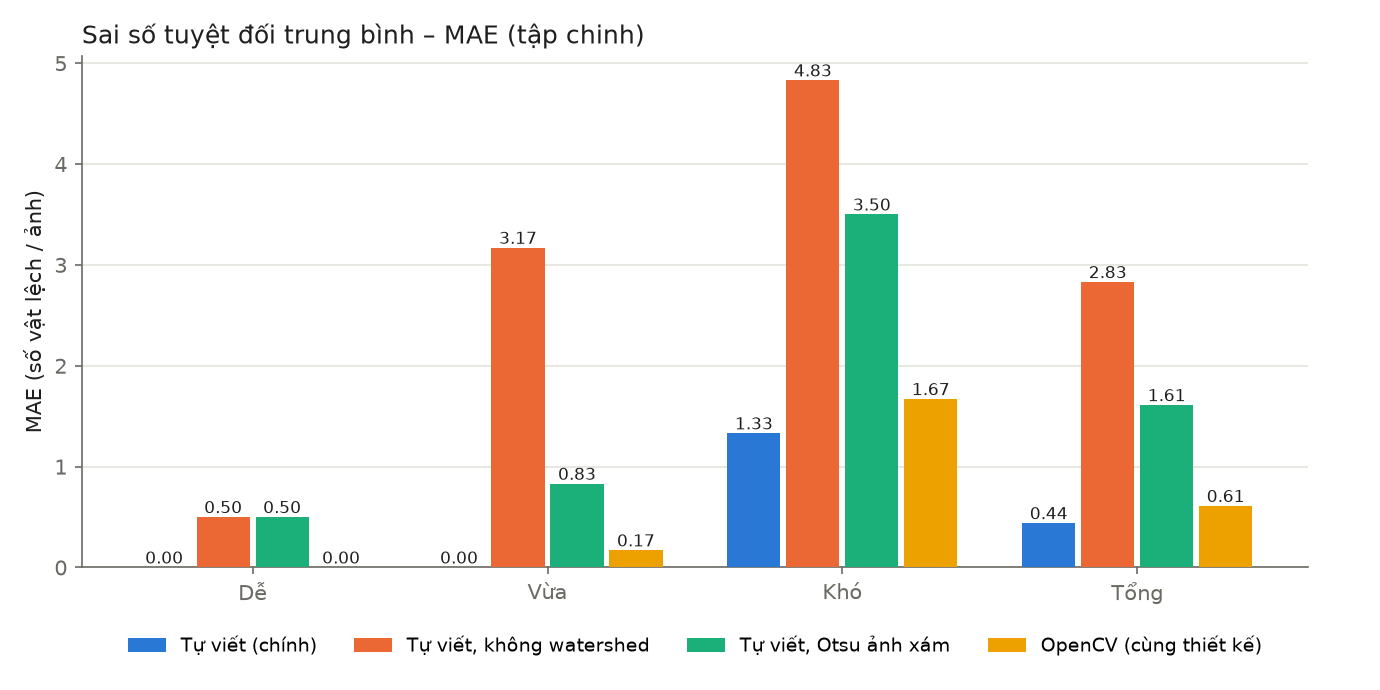 Sai số tuyệt đối trung bình – MAE (tập chinh)
MAE (số vật lệch / ảnh)
5
4
3
2
1
0
0.00
0.50
0.50
0.00
0.00
3.17
0.83
0.17
1.33
4.83
3.50
1.67
0.44
2.83
1.61
0.61
Dễ
Vừa
Khó
Tổng
Tự viết (chính)
Tự viết, không watershed
Tự viết, Otsu ảnh xám
OpenCV (cùng thiết kế)